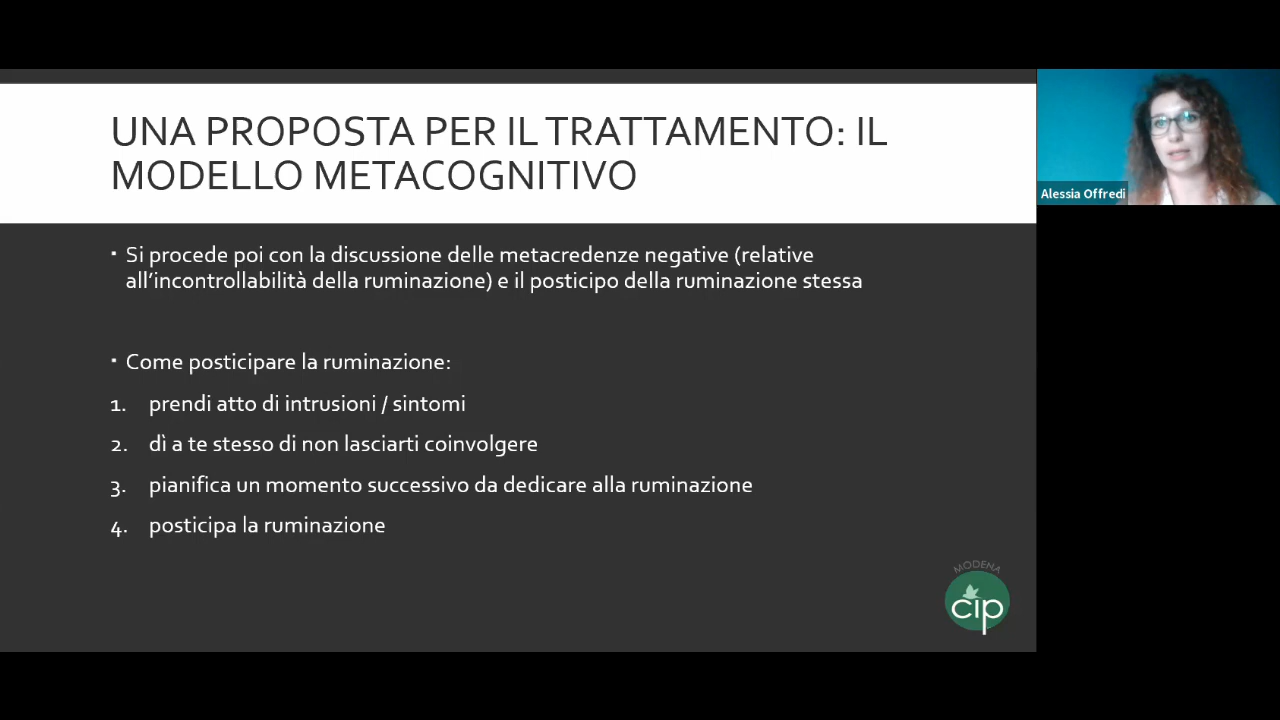 UNA PROPOSTA PER IL TRATTAMENTO: IL
MODELLO METACOGNITIVO
▪ Si procede poi con la discussione delle metacredenze negative (relative
all'incontrollabilità della ruminazione) e il posticipo della ruminazione stessa
▪ Come posticipare la ruminazione:
1. prendi atto di intrusioni / sintomi
2. dì a te stesso di non lasciarti coinvolgere
3. pianifica un momento successivo da dedicare alla ruminazione
4. posticipa la ruminazione
Alessia Offredi
MODENA
cip